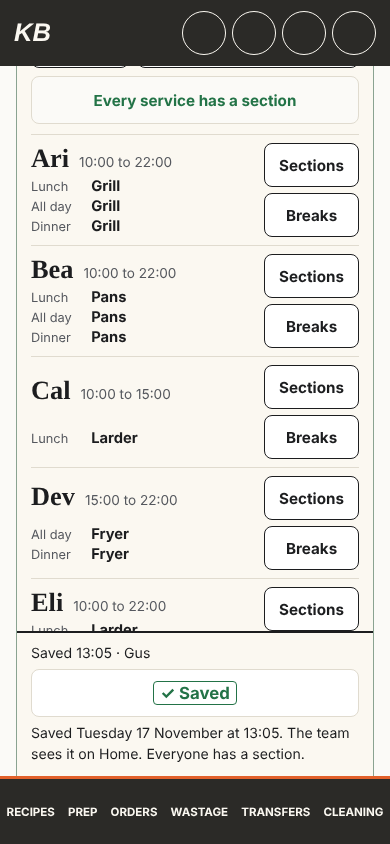 KB
Every service has a section
Ari 10:00 to 22:00
Sections
Lunch Grill
All day Grill
Breaks
Dinner Grill
Bea 10:00 to 22:00
Sections
Lunch Pans
All day Pans
Breaks
Dinner Pans
Cal 10:00 to 15:00
Sections
Lunch Larder
Breaks
Dev 15:00 to 22:00
Sections
All day Fryer
Breaks
Dinner Fryer
Eli 10:00 to 22:00
Sections
Lunch Larder
Saved 13:05 · Gus
✓ Saved
Saved Tuesday 17 November at 13:05. The team
sees it on Home. Everyone has a section.
RECIPES PREP ORDERS WASTAGE TRANSFERS CLEANING